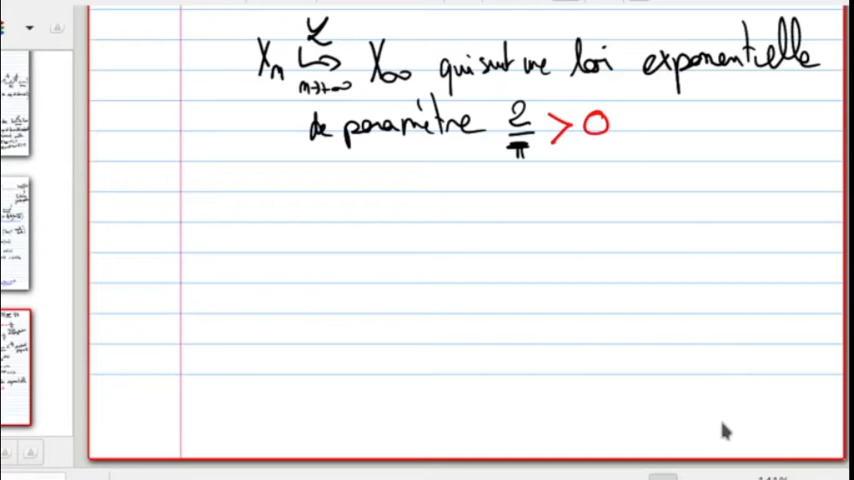 Xn ↪ X∞ qui suit une loi exponentielle
ℒ
n→+∞
de paramètre 2/π > 0